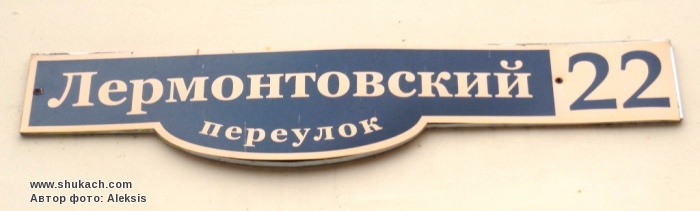 Лермонтовский 22
переулок
www.shukach.com
Автор фото: Aleksis